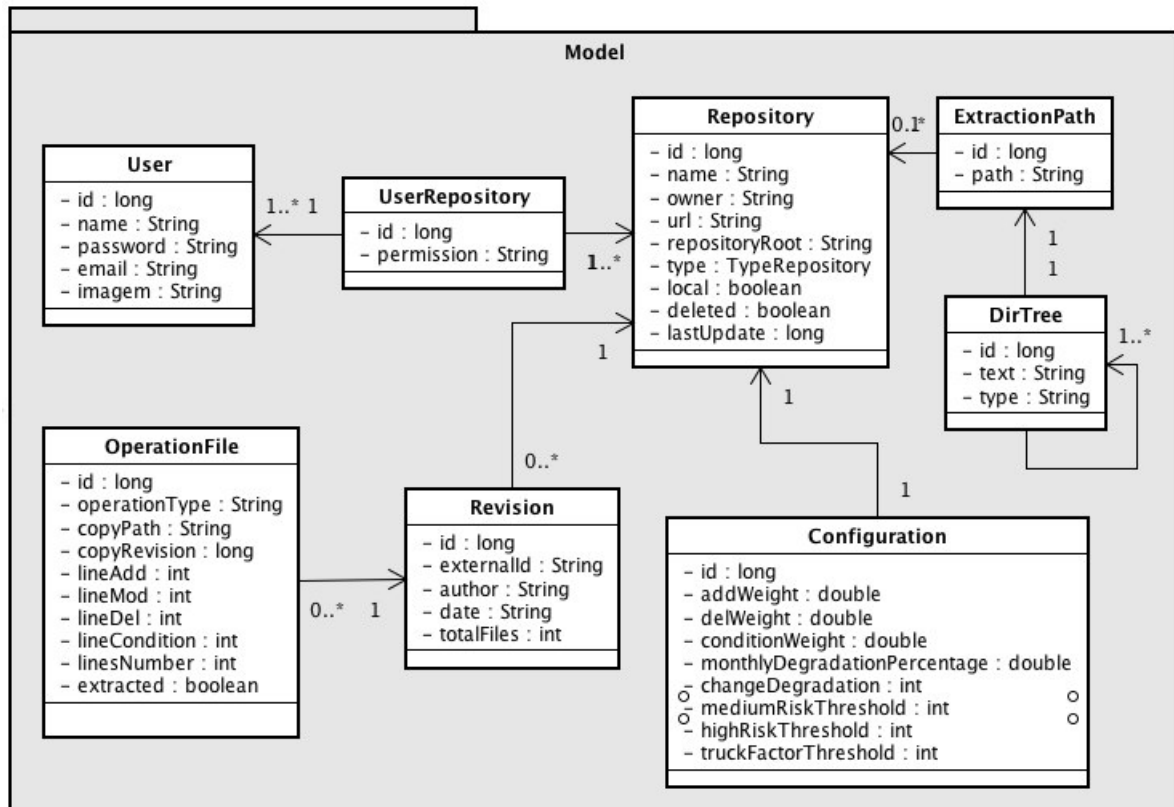 Model
User
- id : long
- name : String
- password : String
- email : String
- imagem : String
1..* 1
UserRepository
- id : long
- permission : String
1..*
Repository
- id : long
- name : String
- owner : String
- url : String
- repositoryRoot : String
- type : TypeRepository
- local : boolean
- deleted : boolean
- lastUpdate : long
ExtractionPath
- id : long
- path : String
1
1
DirTree
- id : long
- text : String
- type : String
1..*
1
0..*
1
1
OperationFile
- id : long
- operationType : String
- copyPath : String
- copyRevision : long
- lineAdd : int
- lineMod : int
- lineDel : int
- lineCondition : int
- linesNumber : int
- extracted : boolean
0..* 1
Revision
- id : long
- externalId : String
- author : String
- date : String
- totalFiles : int
Configuration
- id : long
- addWeight : double
- delWeight : double
- conditionWeight : double
- monthlyDegradationPercentage : double
- changeDegradation : int
- mediumRiskThreshold : int
- highRiskThreshold : int
- truckFactorThreshold : int